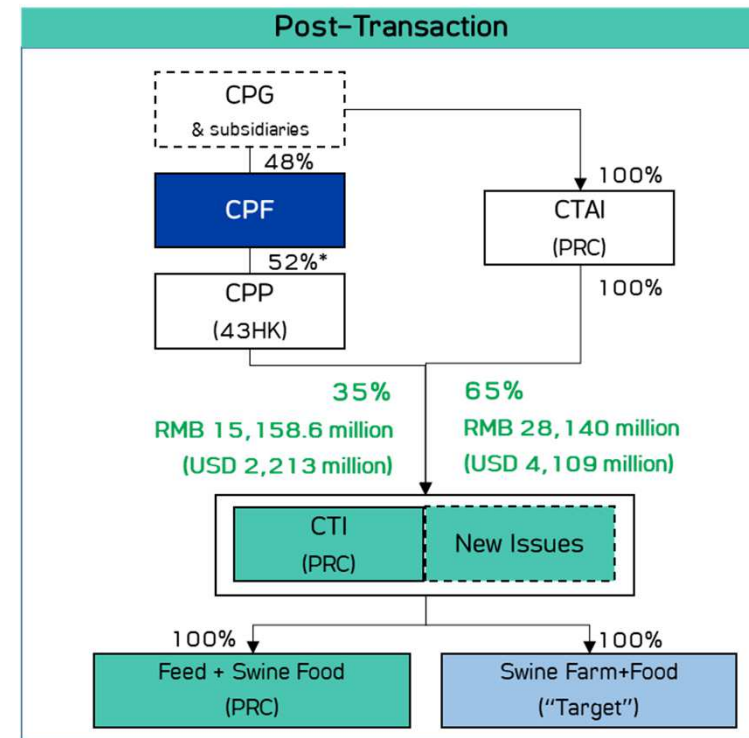 Post-Transaction
CPG
& subsidiaries
48%
100%
CPF
CTAI
(PRC)
52%*
100%
CPP
(43HK)
35%
RMB 15,158.6 million
(USD 2,213 million)
65%
RMB 28,140 million
(USD 4,109 million)
CTI
(PRC)
New Issues
100%
100%
Feed + Swine Food
(PRC)
Swine Farm+Food
(“Target”)